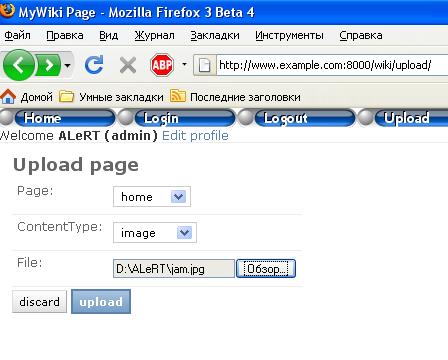 MyWiki Page - Mozilla Firefox 3 Beta 4
Файл Правка Вид Журнал Закладки Инструменты Справка
ABP http://www.example.com:8000/wiki/upload/
Домой Умные закладки Последние заголовки
Home Login Logout Upload
Welcome ALeRT (admin) Edit profile
Upload page
Page: home
ContentType: image
File: D:\ALeRT\jam.jpg Обзор...
discard upload